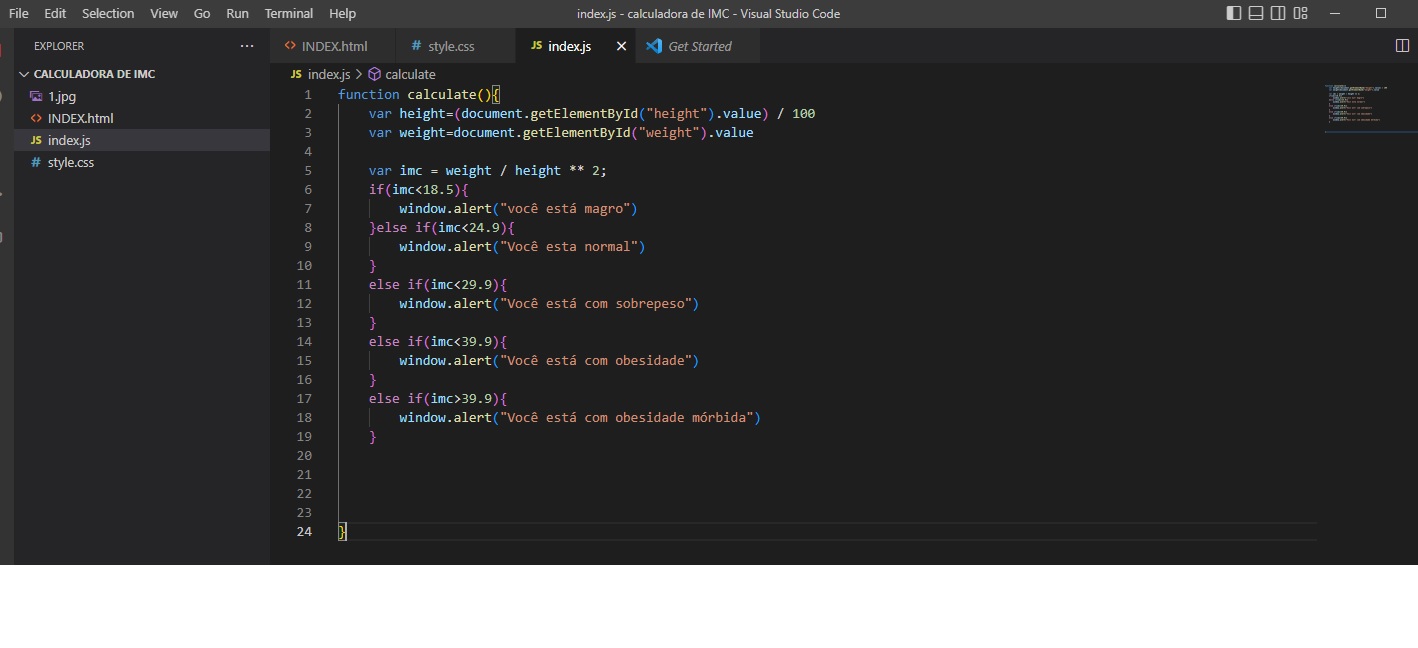 File Edit Selection View Go Run Terminal Help index.js - calculadora de IMC - Visual Studio Code
EXPLORER ...
CALCULADORA DE IMC
1.jpg
<> INDEX.html
JS index.js
# style.css
<> INDEX.html # style.css JS index.js Get Started
JS index.js > calculate
1 function calculate(){
2 var height=(document.getElementById("height").value) / 100
3 var weight=document.getElementById("weight").value
4
5 var imc = weight / height ** 2;
6 if(imc<18.5){
7 window.alert("você está magro")
8 }else if(imc<24.9){
9 window.alert("Você esta normal")
10 }
11 else if(imc<29.9){
12 window.alert("Você está com sobrepeso")
13 }
14 else if(imc<39.9){
15 window.alert("Você está com obesidade")
16 }
17 else if(imc>39.9){
18 window.alert("Você está com obesidade mórbida")
19 }
20
21
22
23
24 }